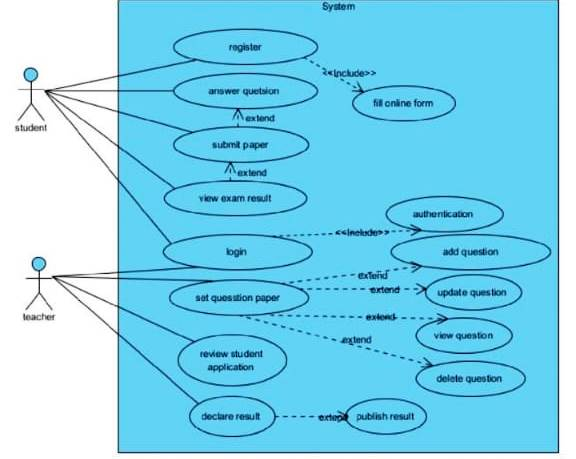 System
register
<<Include>>
fill online form
answer quetsion
extend
submit paper
extend
view exam result
student
authentication
<<Include>>
login
add question
extend
set quesstion paper
extend
update question
teacher
extend
view question
extend
review student
application
delete question
declare result
extend
publish result